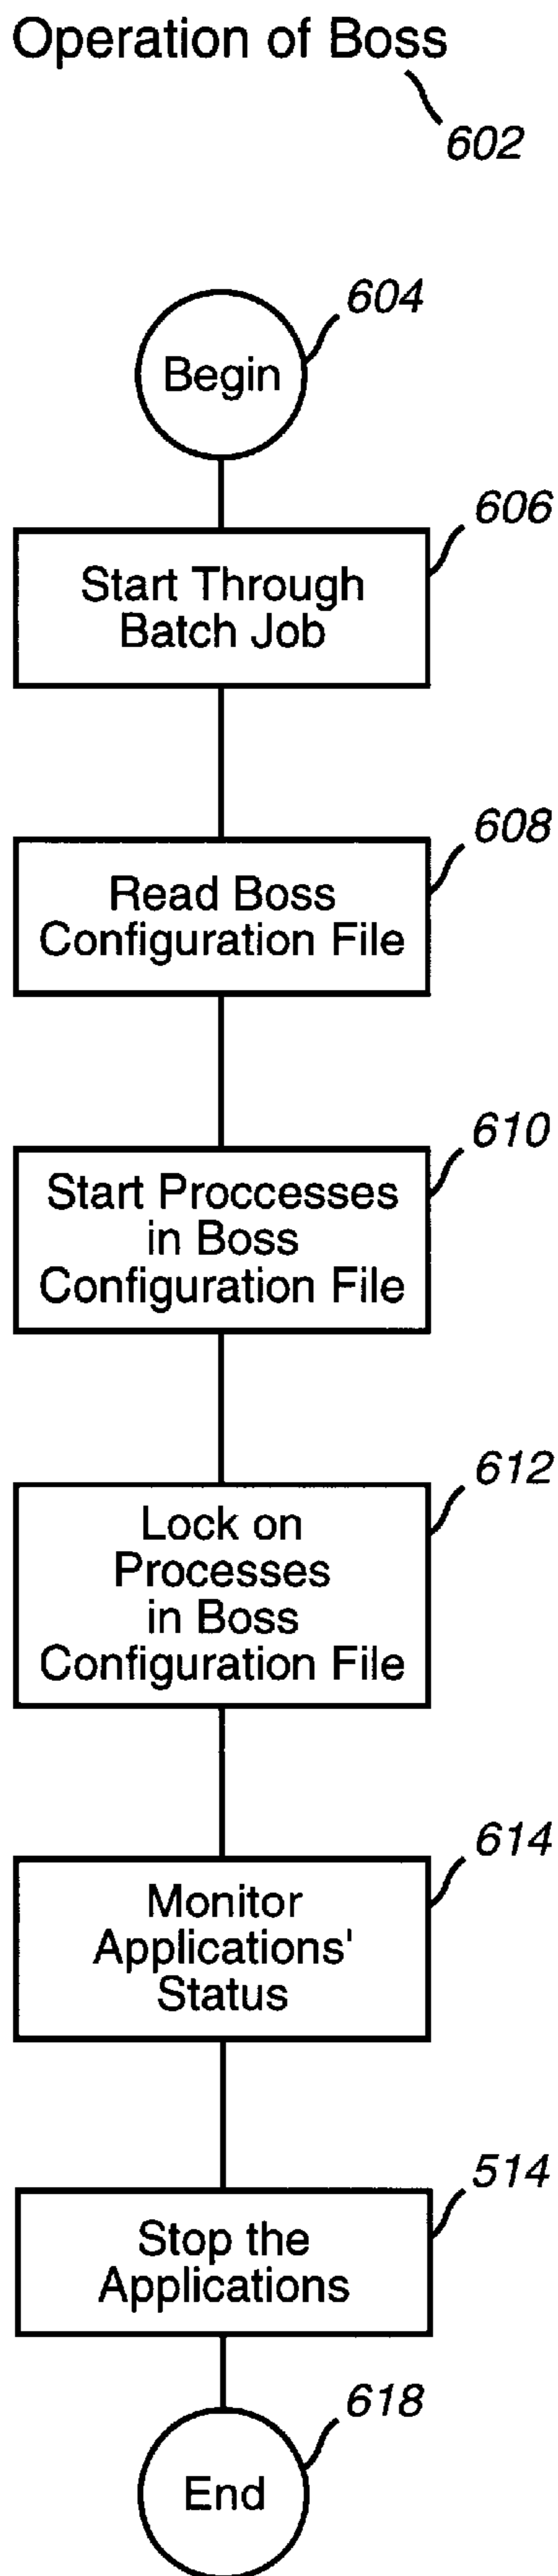 Operation of Boss
602
604
Begin
606
Start Through
Batch Job
608
Read Boss
Configuration File
610
Start Proccesses
in Boss
Configuration File
612
Lock on
Processes
in Boss
Configuration File
614
Monitor
Applications'
Status
514
Stop the
Applications
618
End